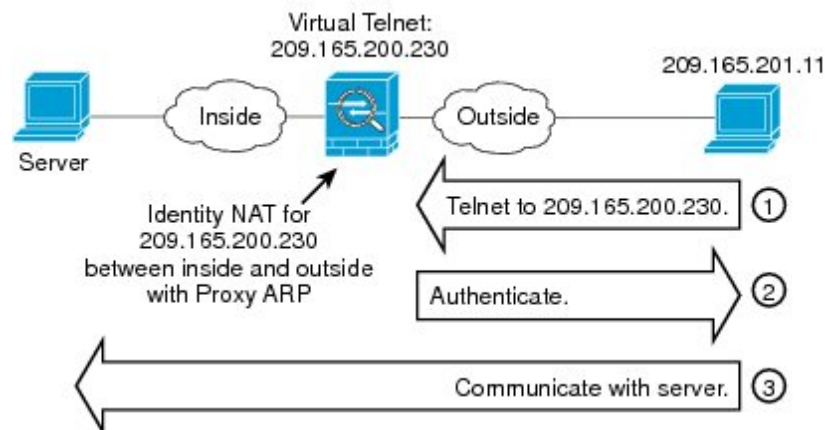 Virtual Telnet:
209.165.200.230
209.165.201.11
Inside
Outside
Server
Identity NAT for
209.165.200.230
between inside and outside
with Proxy ARP
Telnet to 209.165.200.230.
1
Authenticate.
2
Communicate with server.
3